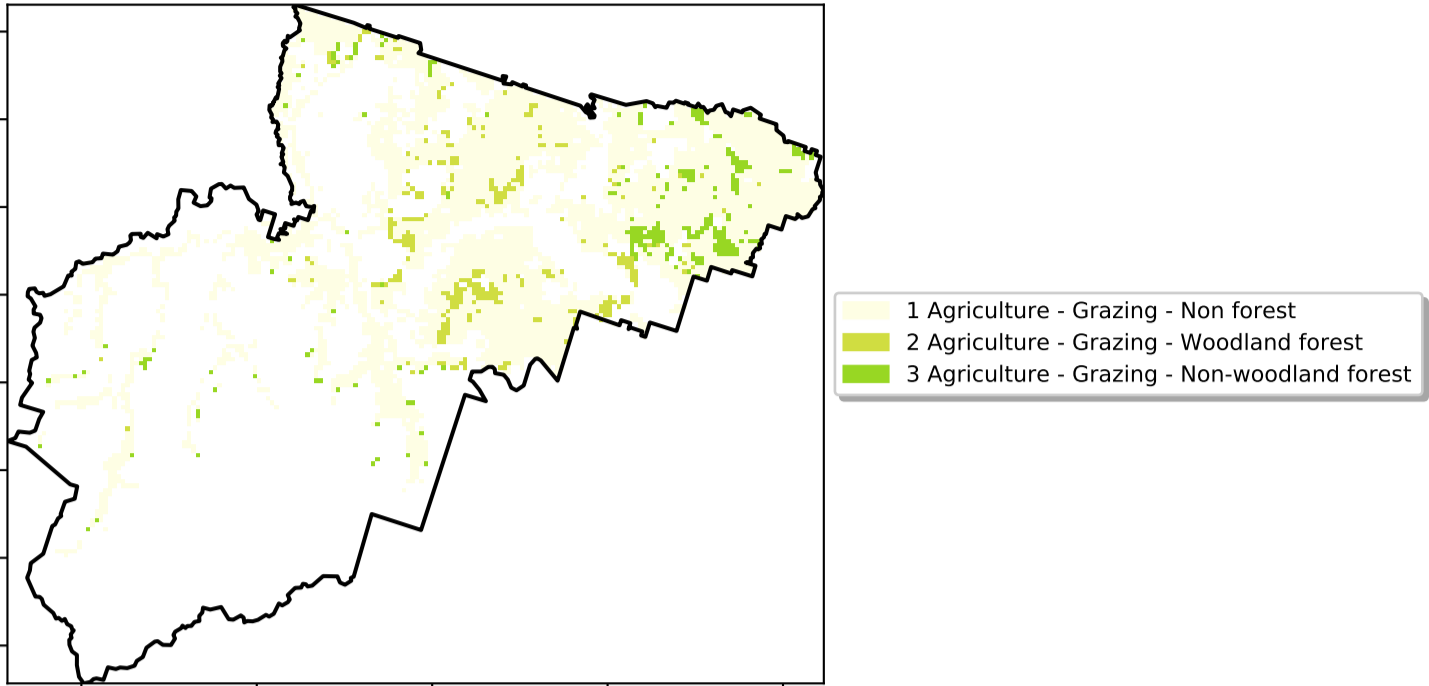 1 Agriculture - Grazing - Non forest
2 Agriculture - Grazing - Woodland forest
3 Agriculture - Grazing - Non-woodland forest